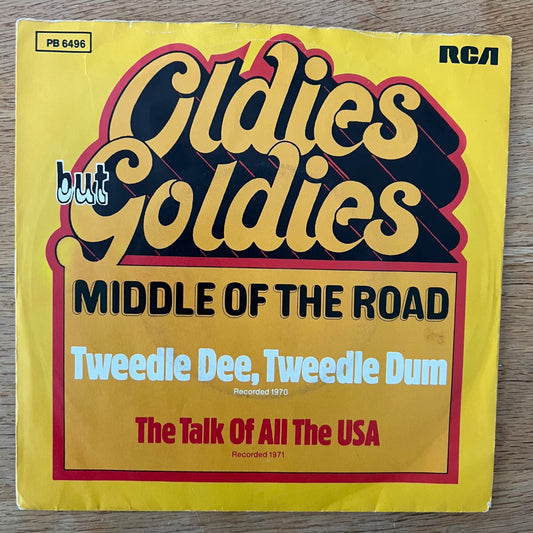 PB 6496
RCA
Oldies
but
Goldies
MIDDLE OF THE ROAD
Tweedle Dee, Tweedle Dum
Recorded 1970
The Talk Of All The USA
Recorded 1971